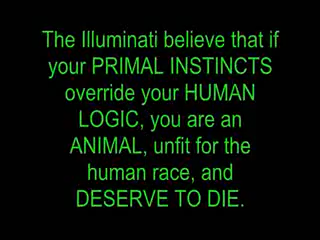 The Illuminati believe that if
your PRIMAL INSTINCTS
override your HUMAN
LOGIC, you are an
ANIMAL, unfit for the
human race, and
DESERVE TO DIE.